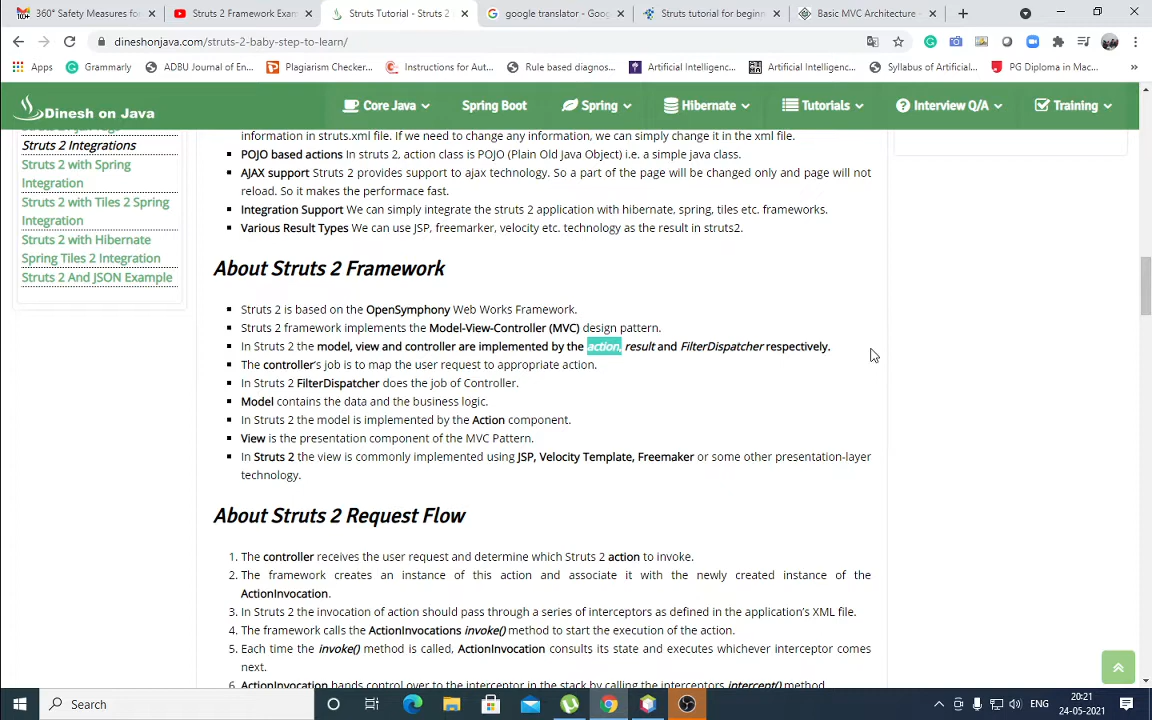 360° Safety Measures fo
Struts 2 Framework Exam
Struts Tutorial - Struts 2
google translator - Goog
Struts tutorial for beginn
Basic MVC Architecture –
dineshonjava.com/struts-2-baby-step-to-learn/
Apps
Grammarly
ADBU Journal of En...
Plagiarism Checker...
Instructions for Aut...
Rule based diagnos...
Artificial Intelligenc...
Artificial Intelligenc...
Syllabus of Artificial...
PG Diploma in Mac...
Dinesh on Java
Core Java
Spring Boot
Spring
Hibernate
Tutorials
Interview Q/A
Training
Struts 2 Integrations
Struts 2 with Spring
Integration
Struts 2 with Tiles 2 Spring
Integration
Struts 2 with Hibernate
Spring Tiles 2 Integration
Struts 2 And JSON Example
information in struts.xml file. If we need to change any information, we can simply change it in the xml file.
POJO based actions In struts 2, action class is POJO (Plain Old Java Object) i.e. a simple java class.
AJAX support Struts 2 provides support to ajax technology. So a part of the page will be changed only and page will not
reload. So it makes the performace fast.
Integration Support We can simply integrate the struts 2 application with hibernate, spring, tiles etc. frameworks.
Various Result Types We can use JSP, freemarker, velocity etc. technology as the result in struts2.
About Struts 2 Framework
Struts 2 is based on the OpenSymphony Web Works Framework.
Struts 2 framework implements the Model-View-Controller (MVC) design pattern.
In Struts 2 the model, view and controller are implemented by the action, result and FilterDispatcher respectively.
The controller's job is to map the user request to appropriate action.
In Struts 2 FilterDispatcher does the job of Controller.
Model contains the data and the business logic.
In Struts 2 the model is implemented by the Action component.
View is the presentation component of the MVC Pattern.
In Struts 2 the view is commonly implemented using JSP, Velocity Template, Freemaker or some other presentation-layer
technology.
About Struts 2 Request Flow
1. The controller receives the user request and determine which Struts 2 action to invoke.
2. The framework creates an instance of this action and associate it with the newly created instance of the
ActionInvocation.
3. In Struts 2 the invocation of action should pass through a series of interceptors as defined in the application's XML file.
4. The framework calls the ActionInvocations invoke() method to start the execution of the action.
5. Each time the invoke() method is called, ActionInvocation consults its state and executes whichever interceptor comes
next.
6. ActionInvocation hands control over to the interceptor in the stack by calling the interceptors intercept() method.
Search
ENG
20:21
24-05-2021